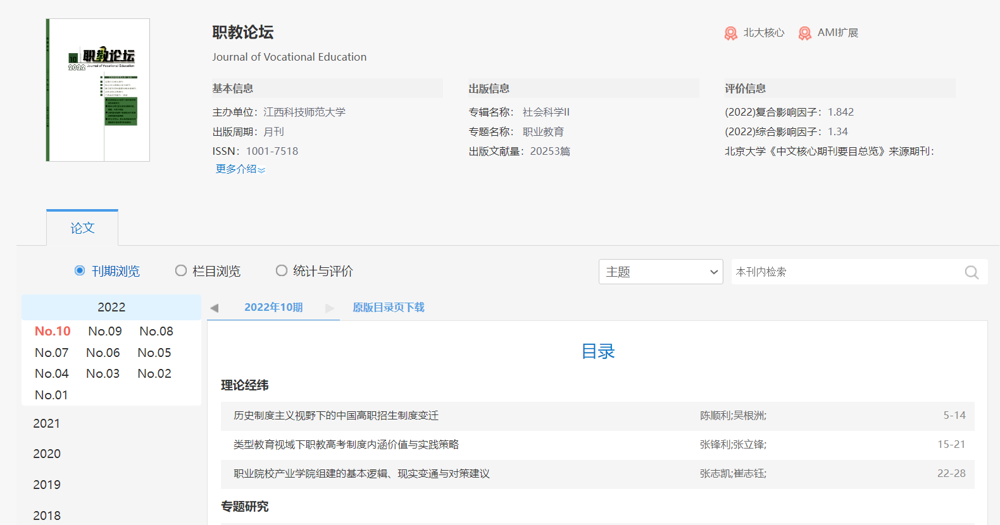 职教论坛
Journal of Vocational Education
北大核心 AMI扩展
10
2022
职教论坛
Journal of Vocational Education
基本信息
主办单位：江西科技师范大学
出版周期：月刊
ISSN：1001-7518
更多介绍
出版信息
专辑名称： 社会科学II
专题名称： 职业教育
出版文献量：20253篇
评价信息
(2022)复合影响因子：1.842
(2022)综合影响因子：1.34
北京大学《中文核心期刊要目总览》来源期刊：
论文
刊期浏览 栏目浏览 统计与评价
主题
本刊内检索
2022
No.10 No.09 No.08
No.07 No.06 No.05
No.04 No.03 No.02
No.01
2021
2020
2019
2018
2022年10期 原版目录页下载
目录
理论经纬
历史制度主义视野下的中国高职招生制度变迁 陈顺利;吴根洲; 5-14
类型教育视域下职教高考制度内涵价值与实践策略 张锋利;张立锋; 15-21
职业院校产业学院组建的基本逻辑、现实变通与对策建议 张志凯;崔志钰; 22-28
专题研究